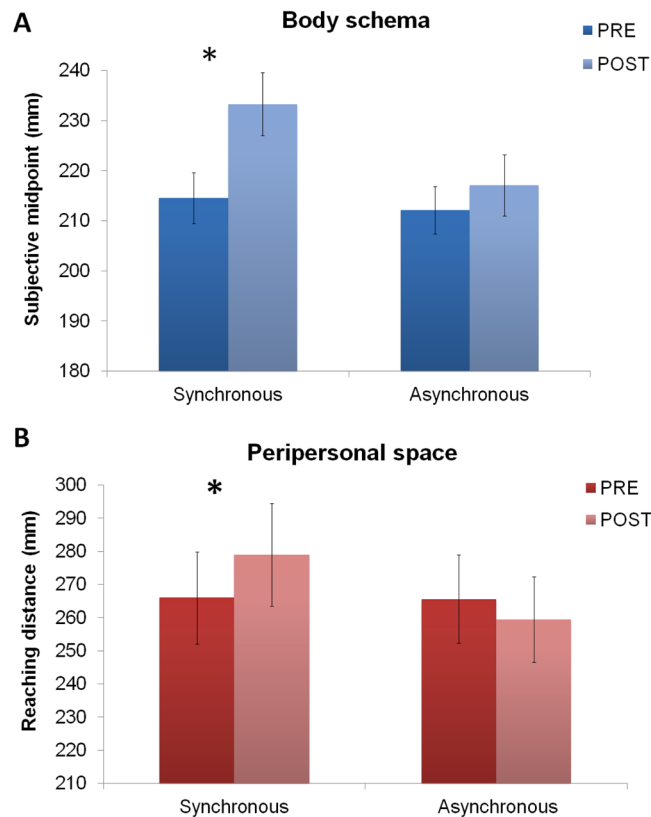 A
Body schema
PRE
POST
*
Subjective midpoint (mm)
240
230
220
210
200
190
180
Synchronous Asynchronous
B
Peripersonal space
PRE
POST
*
Reaching distance (mm)
300
290
280
270
260
250
240
230
220
210
Synchronous Asynchronous